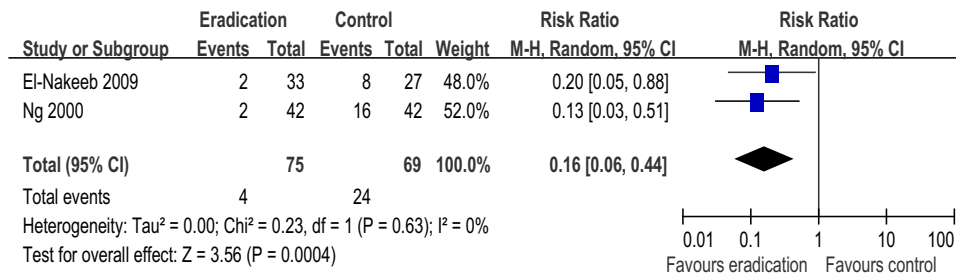 Eradication Control Risk Ratio Risk Ratio
Study or Subgroup Events Total Events Total Weight M-H, Random, 95% CI M-H, Random, 95% CI
El-Nakeeb 2009 2 33 8 27 48.0% 0.20 [0.05, 0.88]
Ng 2000 2 42 16 42 52.0% 0.13 [0.03, 0.51]
Total (95% CI) 75 69 100.0% 0.16 [0.06, 0.44]
Total events 4 24
Heterogeneity: Tau² = 0.00; Chi² = 0.23, df = 1 (P = 0.63); I² = 0%
Test for overall effect: Z = 3.56 (P = 0.0004)
0.01 0.1 1 10 100
Favours eradication Favours control